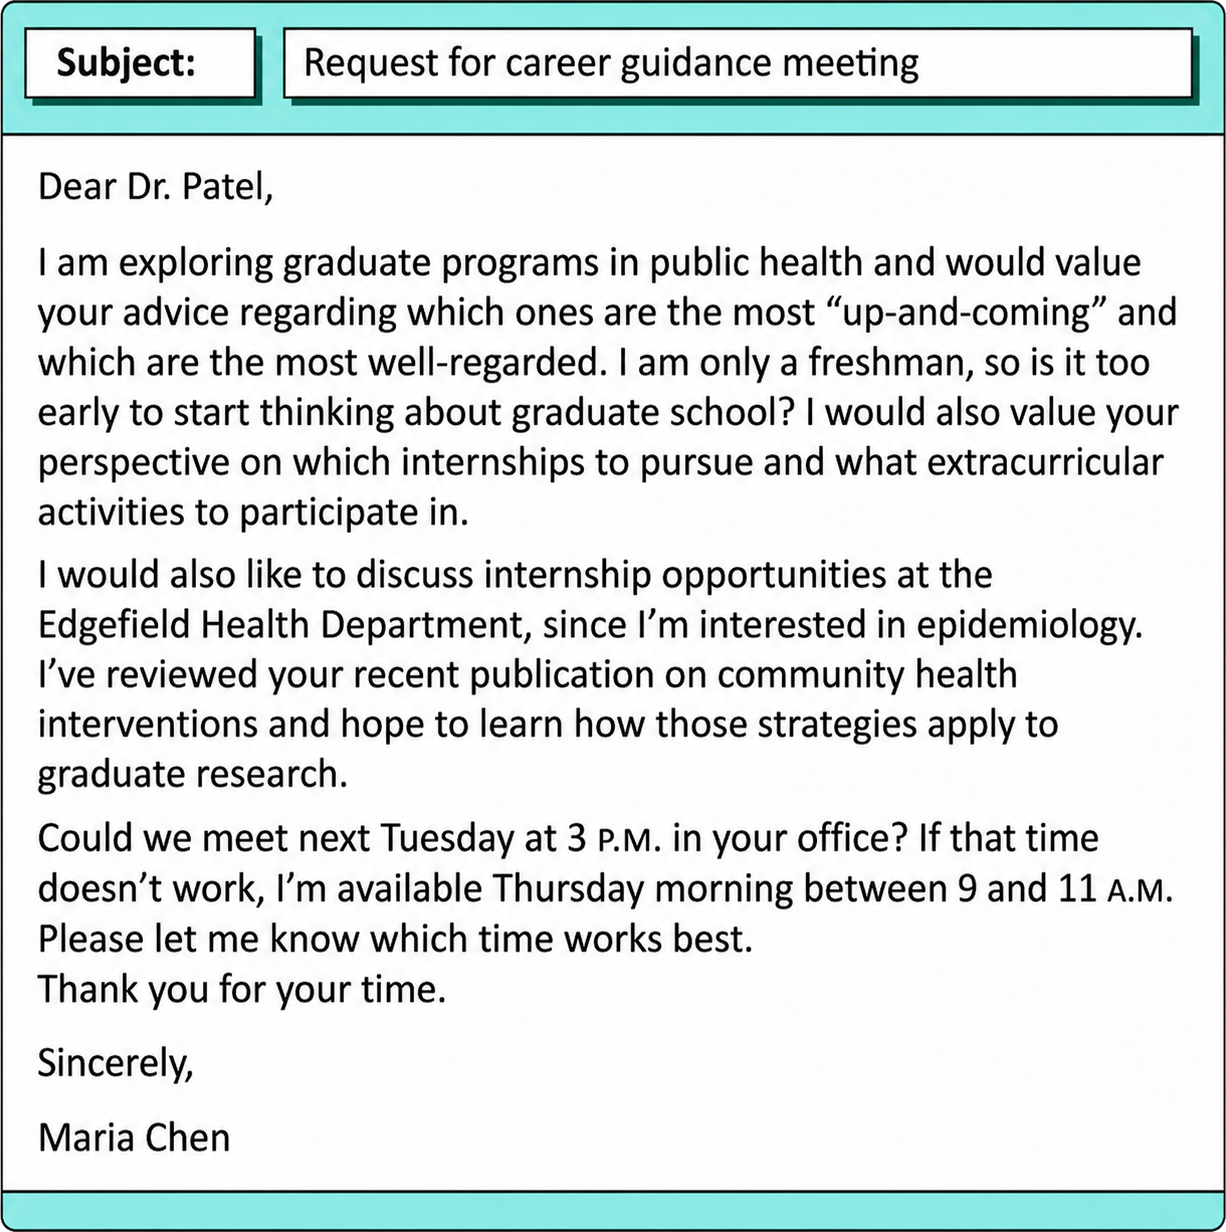 Subject:
Request for career guidance meeting
Dear Dr. Patel,
I am exploring graduate programs in public health and would value
your advice regarding which ones are the most “up-and-coming” and
which are the most well-regarded. I am only a freshman, so is it too
early to start thinking about graduate school? I would also value your
perspective on which internships to pursue and what extracurricular
activities to participate in.
I would also like to discuss internship opportunities at the
Edgefield Health Department, since I’m interested in epidemiology.
I’ve reviewed your recent publication on community health
interventions and hope to learn how those strategies apply to
graduate research.
Could we meet next Tuesday at 3 P.M. in your office? If that time
doesn’t work, I’m available Thursday morning between 9 and 11 A.M.
Please let me know which time works best.
Thank you for your time.
Sincerely,
Maria Chen